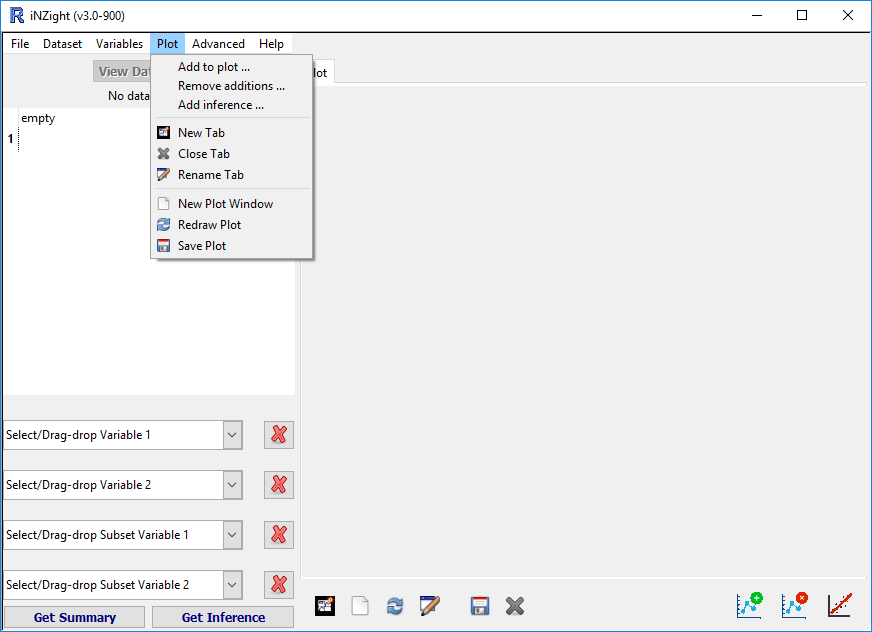 iNZight (v3.0-900)
File Dataset Variables Plot Advanced Help
View Dat
No data
empty
1
Add to plot ...
Remove additions ...
Add inference ...
New Tab
Close Tab
Rename Tab
New Plot Window
Redraw Plot
Save Plot
lot
Select/Drag-drop Variable 1
Select/Drag-drop Variable 2
Select/Drag-drop Subset Variable 1
Select/Drag-drop Subset Variable 2
Get Summary Get Inference